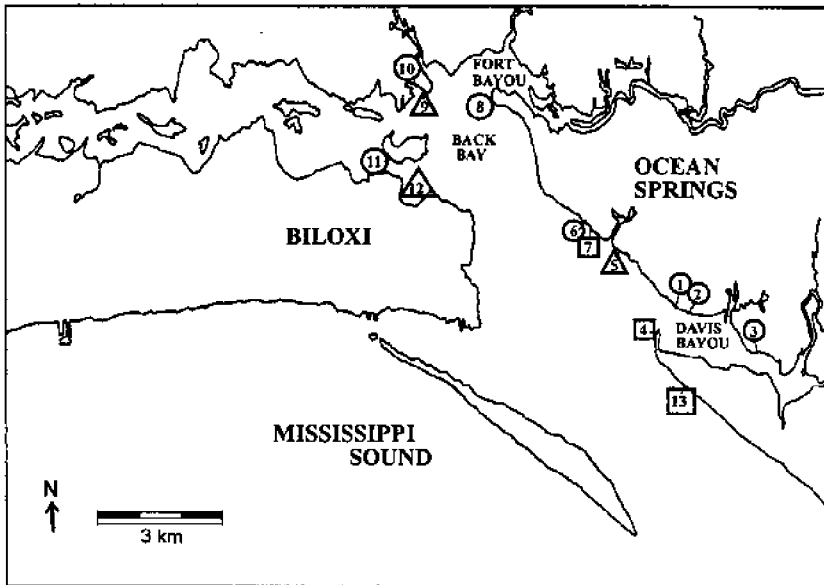 10
FORT
BAYOU
9
8
BACK
BAY
11
12
OCEAN
SPRINGS
BILOXI
6
7
5
1
2
4
DAVIS
BAYOU
3
13
MISSISSIPPI
SOUND
N
3 km